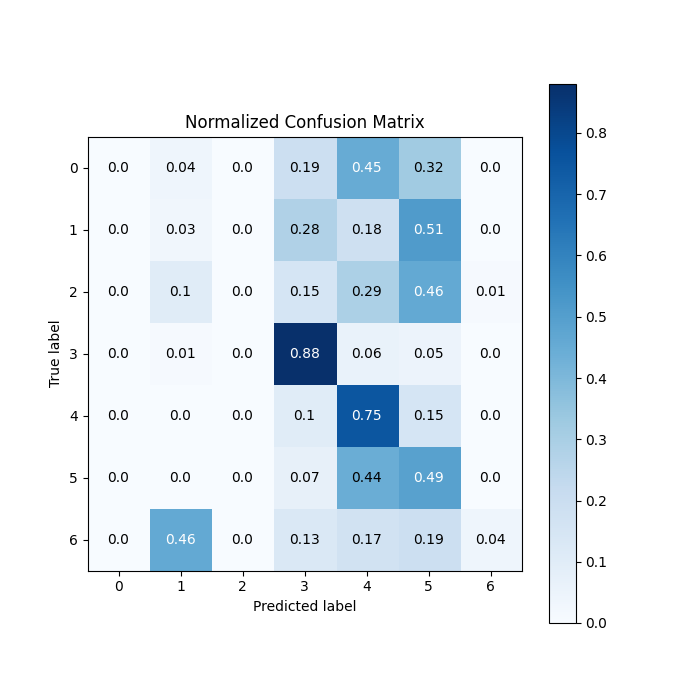 Normalized Confusion Matrix
True label
0 0.0 0.04 0.0 0.19 0.45 0.32 0.0
1 0.0 0.03 0.0 0.28 0.18 0.51 0.0
2 0.0 0.1 0.0 0.15 0.29 0.46 0.01
3 0.0 0.01 0.0 0.88 0.06 0.05 0.0
4 0.0 0.0 0.0 0.1 0.75 0.15 0.0
5 0.0 0.0 0.0 0.07 0.44 0.49 0.0
6 0.0 0.46 0.0 0.13 0.17 0.19 0.04
0 1 2 3 4 5 6
Predicted label
0.8
0.7
0.6
0.5
0.4
0.3
0.2
0.1
0.0